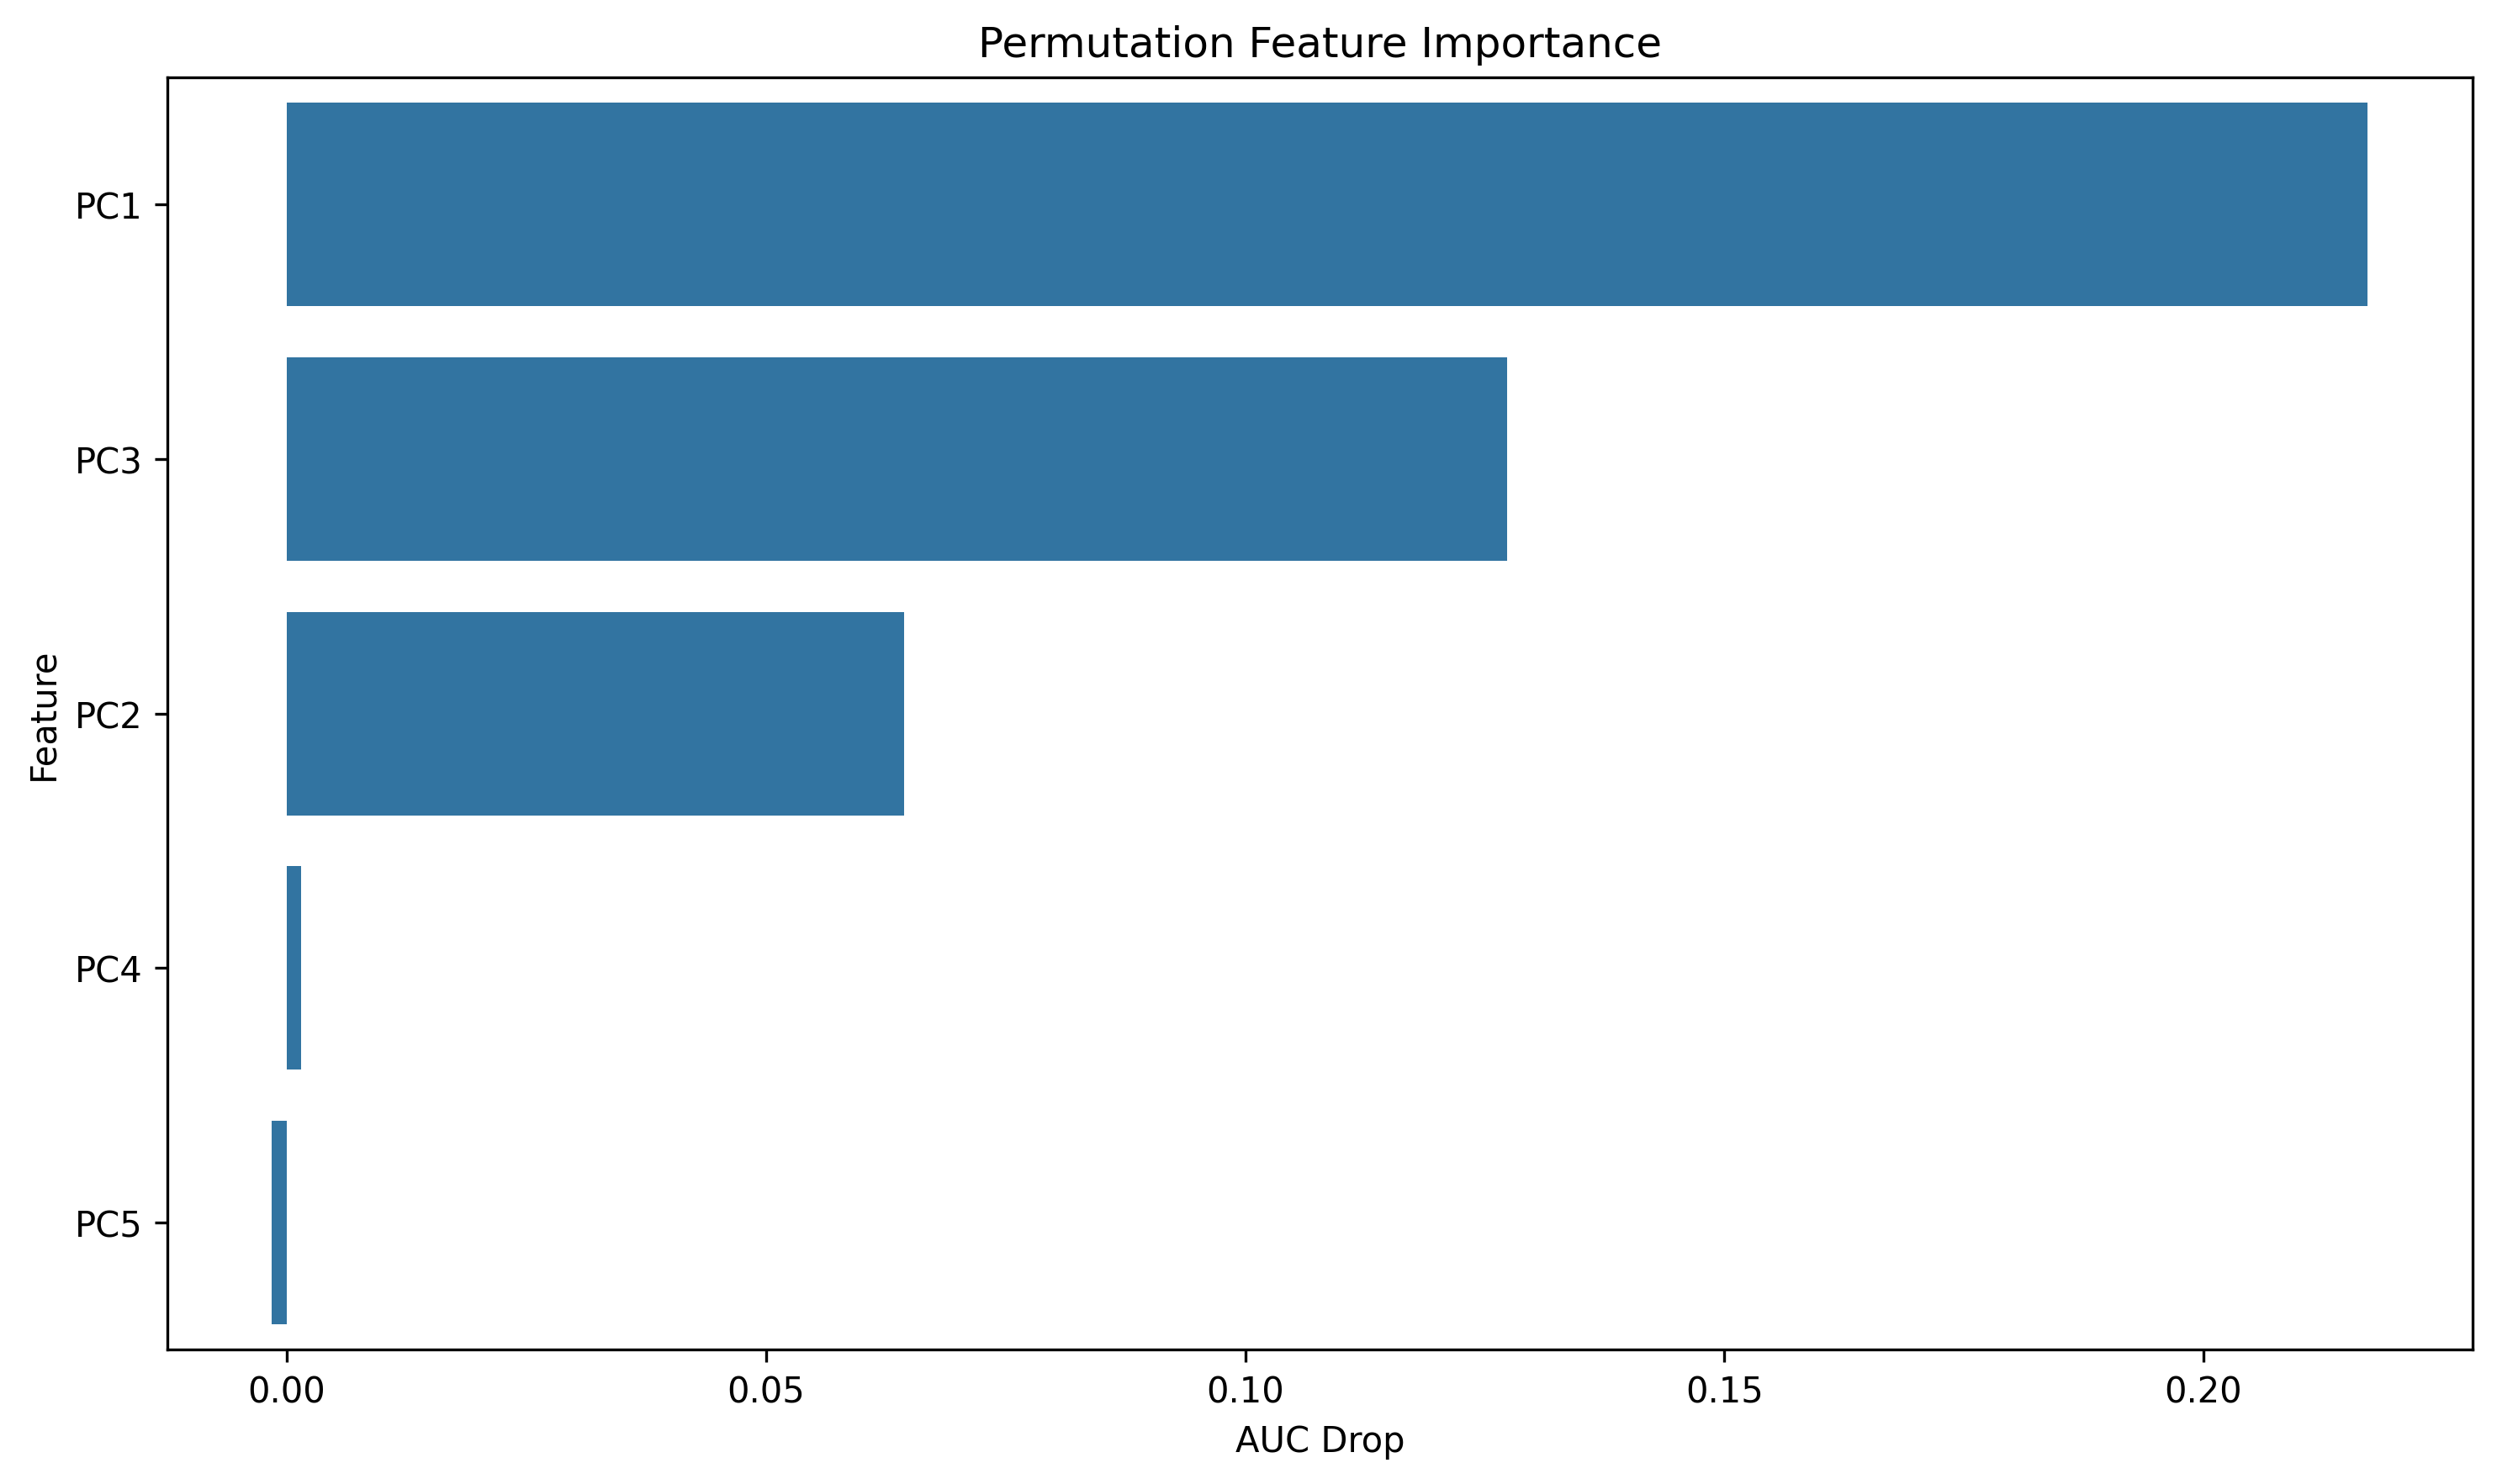 Permutation Feature Importance
PC1
PC3
PC2
PC4
PC5
Feature
0.00
0.05
0.10
0.15
0.20
AUC Drop